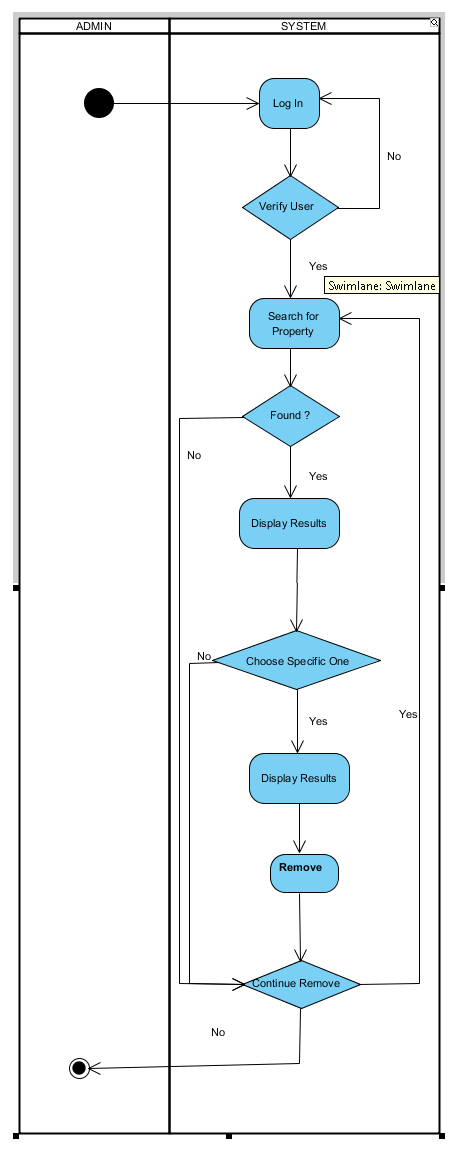 ADMIN
SYSTEM
Log In
No
Verify User
Yes
Swimlane: Swimlane
Search for
Property
Found ?
No
Yes
Display Results
No
Choose Specific One
Yes
Yes
Display Results
Remove
Continue Remove
No